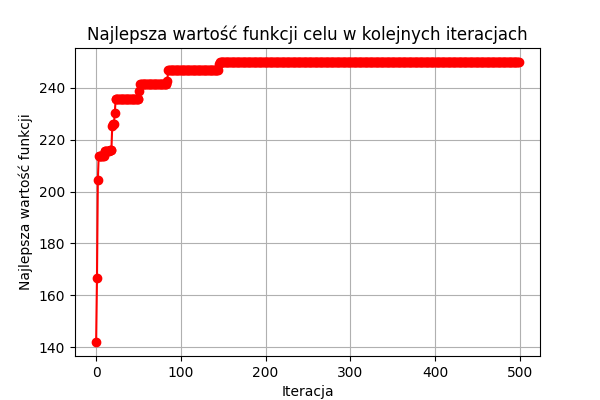 Najlepsza wartość funkcji celu w kolejnych iteracjach
Najlepsza wartość funkcji
240
220
200
180
160
140
0 100 200 300 400 500
Iteracja